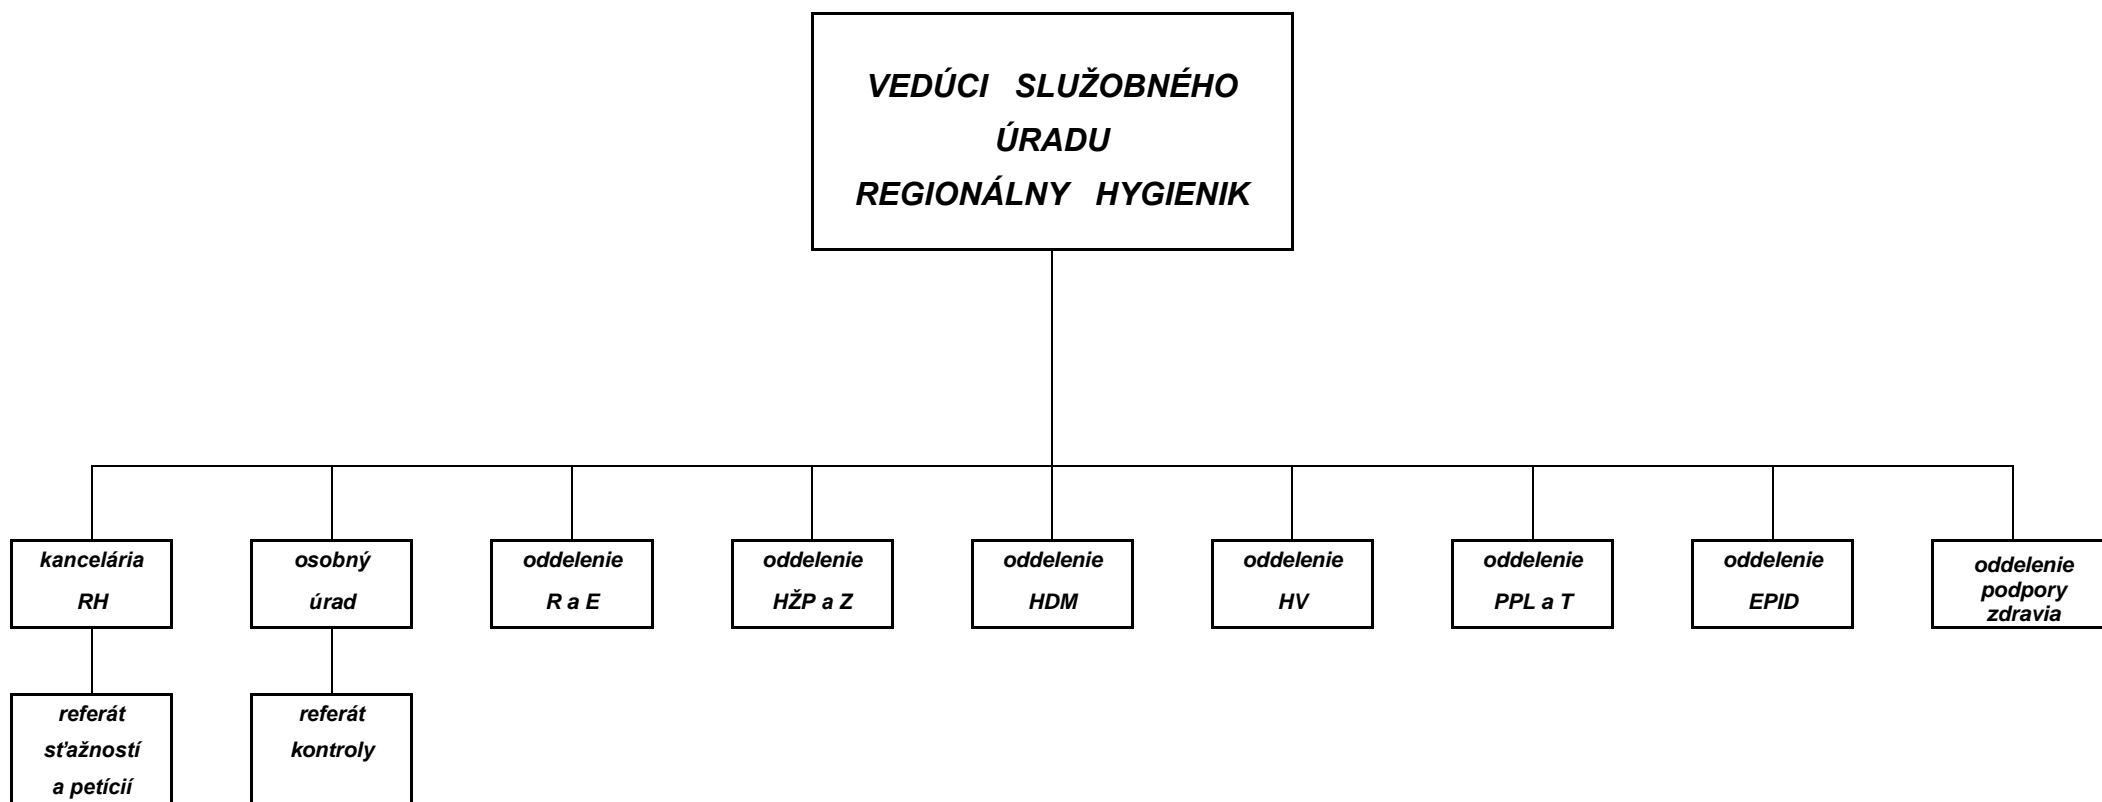 VEDÚCI SLUŽOBNÉHO
ÚRADU
REGIONÁLNY HYGIENIK
kancelária
RH
osobný
úrad
oddelenie
R a E
oddelenie
HŽP a Z
oddelenie
HDM
oddelenie
HV
oddelenie
PPL a T
oddelenie
EPID
oddelenie
podpory
zdravia
referát
sťažností
a petícií
referát
kontroly